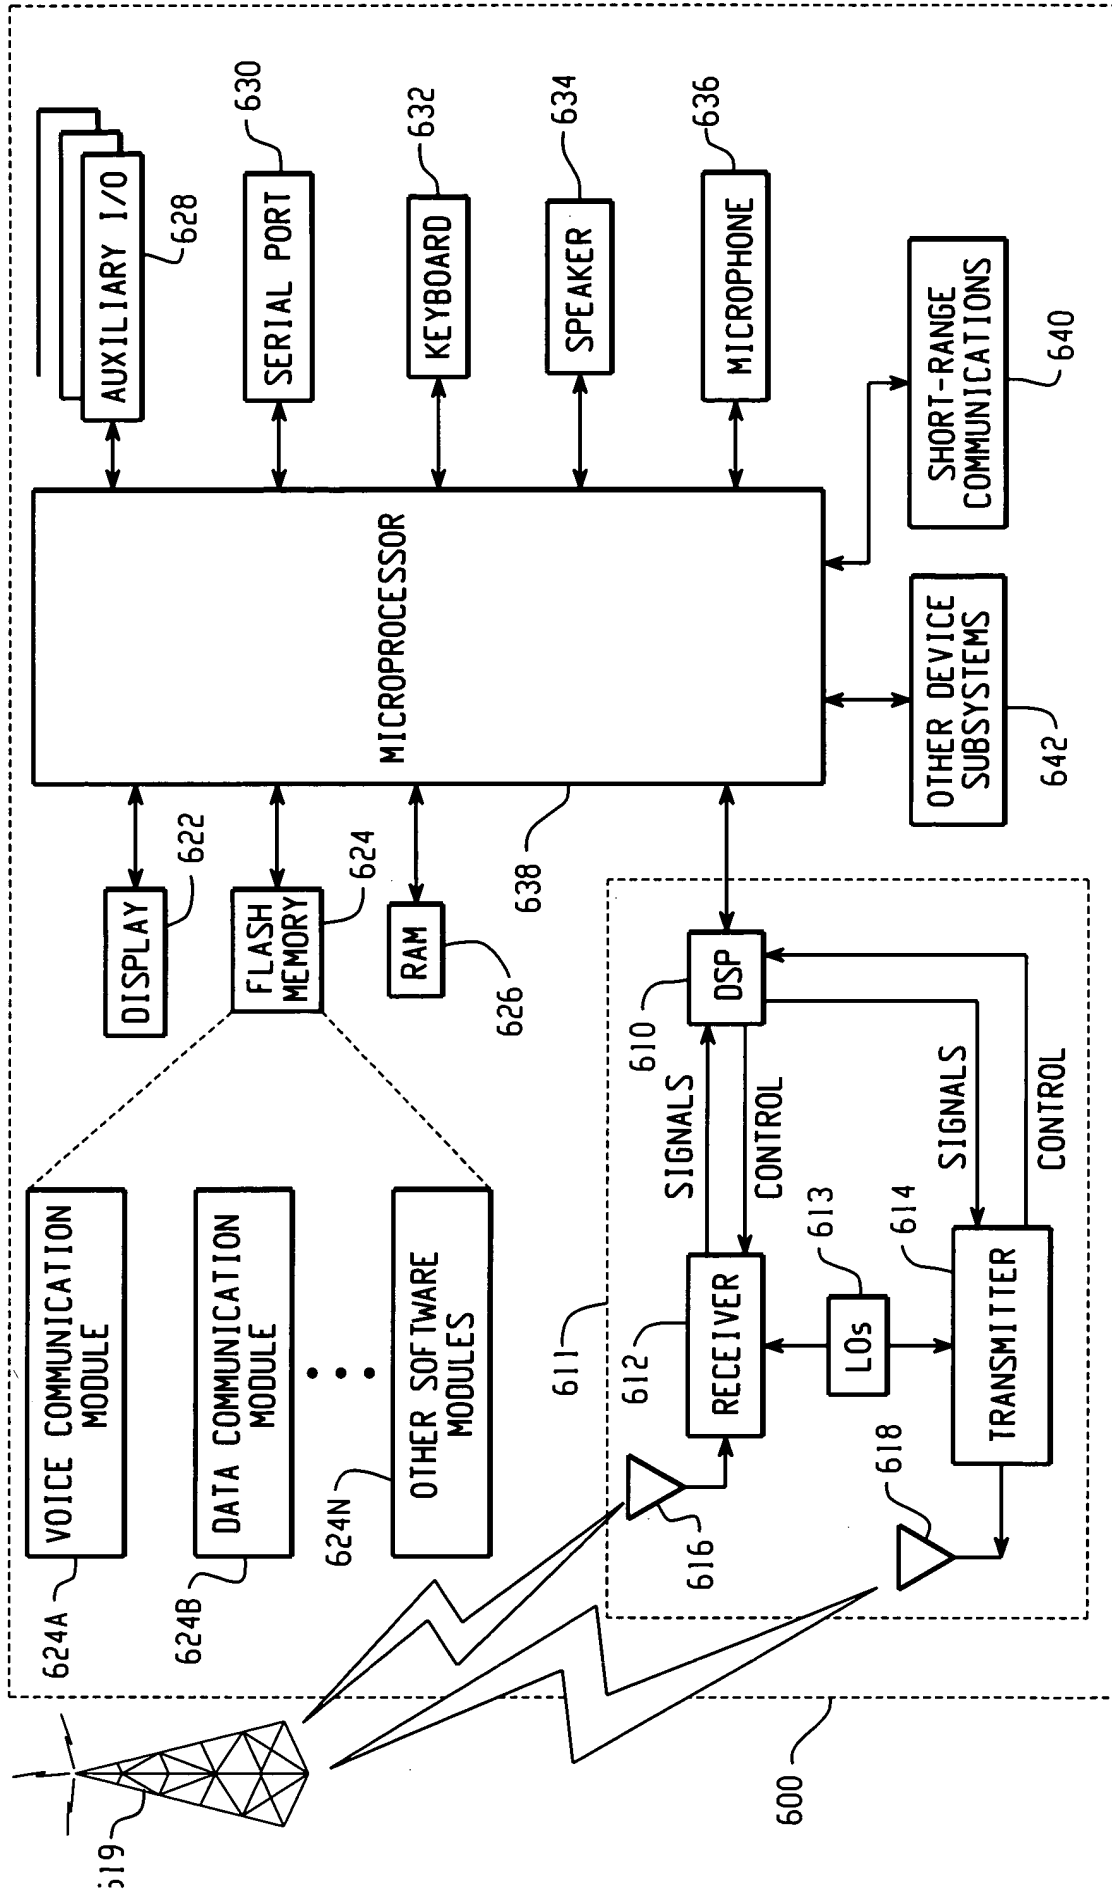 VOICE COMMUNICATION
MODULE
624A
DATA COMMUNICATION
MODULE
624B
OTHER SOFTWARE
MODULES
624N
DISPLAY
622
FLASH
MEMORY
624
RAM
626
MICROPROCESSOR
638
AUXILIARY I/O
628
SERIAL PORT
630
KEYBOARD
632
SPEAKER
634
MICROPHONE
636
SHORT-RANGE
COMMUNICATIONS
640
OTHER DEVICE
SUBSYSTEMS
642
DSP
610
SIGNALS
CONTROL
SIGNALS
CONTROL
611
RECEIVER
612
LOs
613
TRANSMITTER
614
616
618
619
600